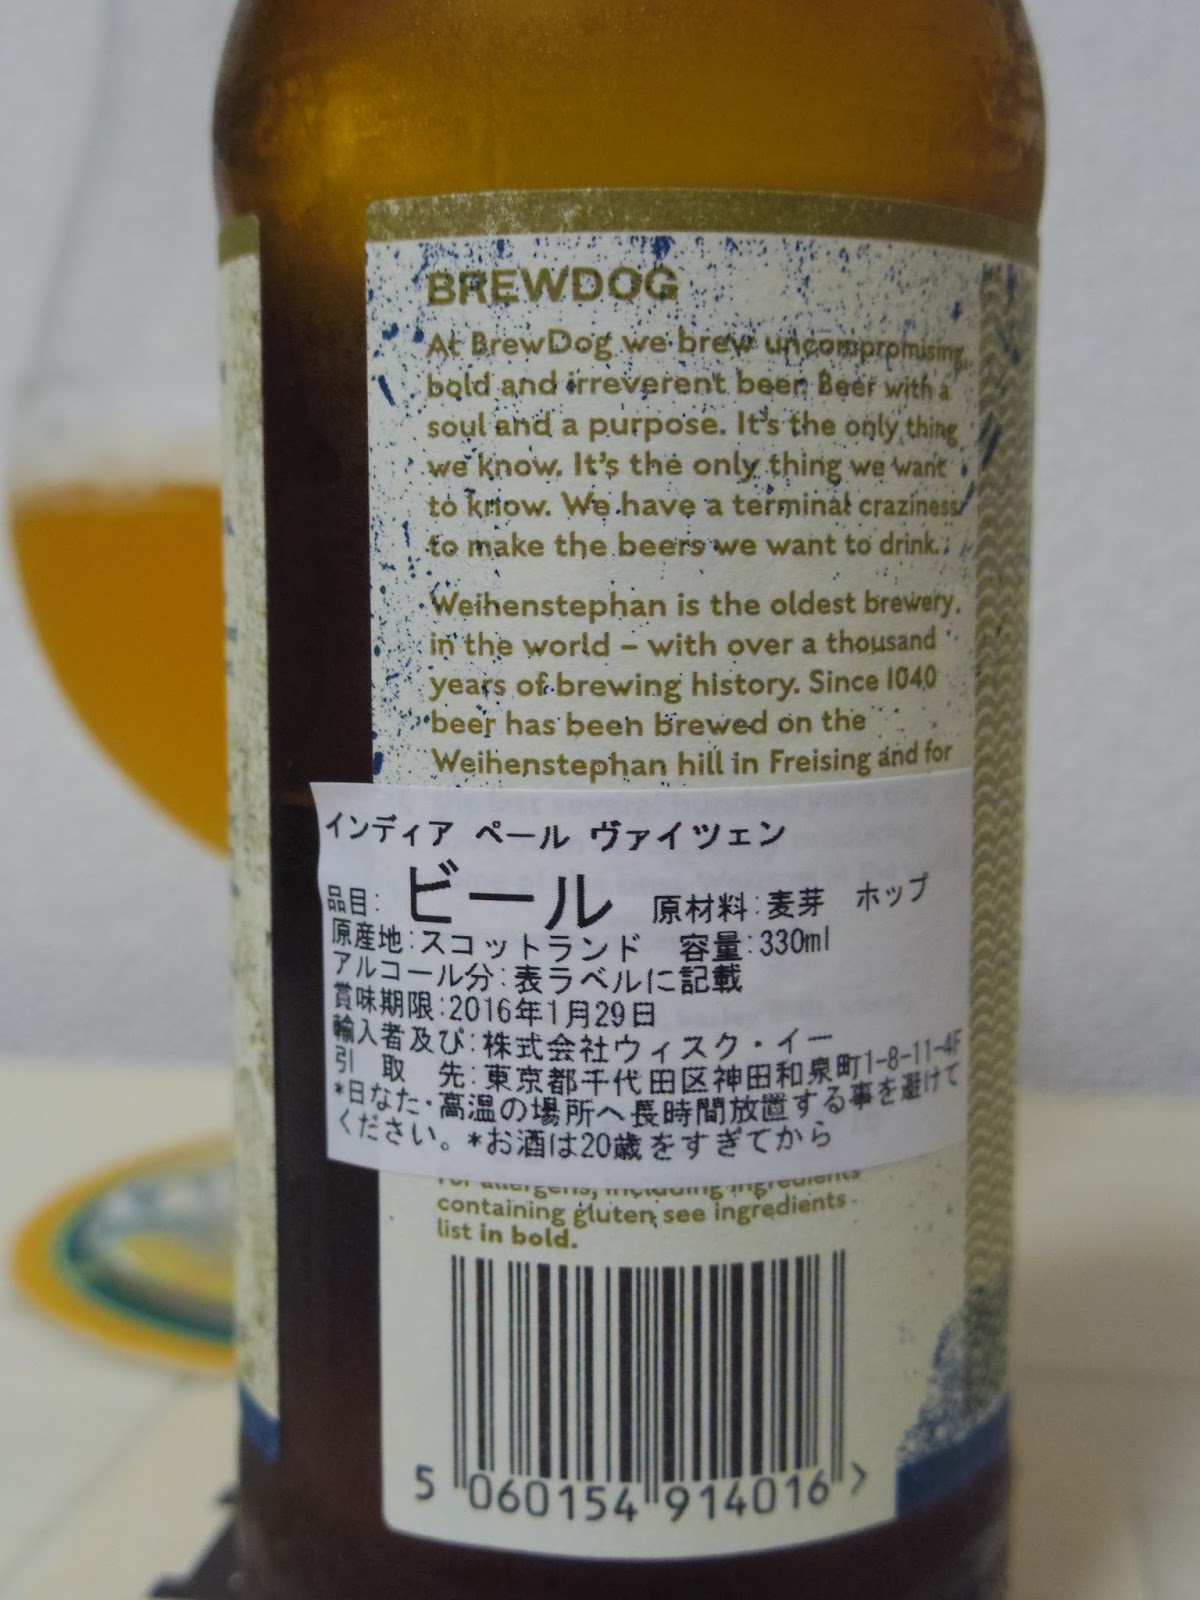 BREWDOG
At BrewDog we brew uncompromising,
bold and irreverent beer. Beer with a
soul and a purpose. It's the only thing
we know. It's the only thing we want
to know. We have a terminal craziness
to make the beers we want to drink.
Weihenstephan is the oldest brewery
in the world – with over a thousand
years of brewing history. Since 1040
beer has been brewed on the
Weihenstephan hill in Freising and for
インディア ペール ヴァイツェン
品目: ビール 原材料:麦芽 ホップ
原産地:スコットランド 容量:330ml
アルコール分:表ラベルに記載
賞味期限:2016年1月29日
輸入者及び:株式会社ウィスク・イー
引 取 先:東京都千代田区神田和泉町1-8-11-4F
*日なた・高温の場所へ長時間放置する事を避けて
ください。*お酒は20歳をすぎてから
For allergens, including ingredients
containing gluten, see ingredients
list in bold.
5 060154 914016 >